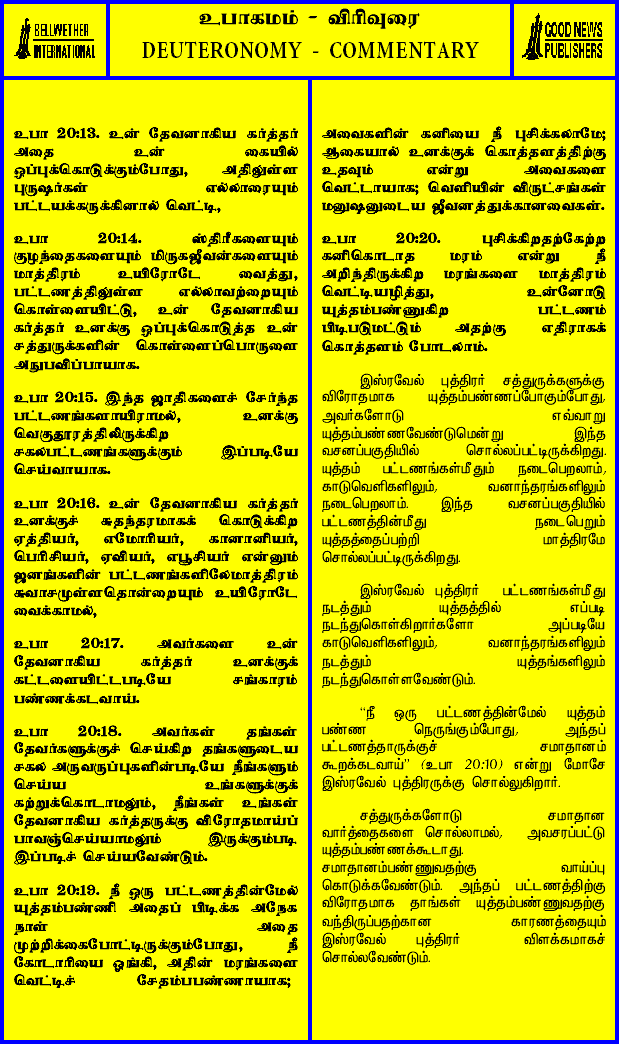 BELLWETHER
INTERNATIONAL
உபாகமம் - விரிவுரை
DEUTERONOMY - COMMENTARY
GOOD NEWS
PUBLISHERS
உபா 20:13. உன் தேவனாகிய கர்த்தர்
அதை உன் கையில்
ஒப்புக்கொடுக்கும்போது, அதிலுள்ள
புருஷர்கள் எல்லாரையும்
பட்டயக்கருக்கினால் வெட்டி,
உபா 20:14. ஸ்திரீகளையும்
குழந்தைகளையும் மிருகஜீவன்களையும்
மாத்திரம் உயிரோடே வைத்து,
பட்டணத்திலுள்ள எல்லாவற்றையும்
கொள்ளையிட்டு, உன் தேவனாகிய
கர்த்தர் உனக்கு ஒப்புக்கொடுத்த உன்
சத்துருக்களின் கொள்ளைப்பொருளை
அநுபவிப்பாயாக.
உபா 20:15. இந்த ஜாதிகளைச் சேர்ந்த
பட்டணங்களாயிராமல், உனக்கு
வெகுதூரத்திலிருக்கிற
சகல்பட்டணங்களுக்கும் இப்படியே
செய்வாயாக.
உபா 20:16. உன் தேவனாகிய கர்த்தர்
உனக்குச் சுதந்தரமாகக் கொடுக்கிற
ஏத்தியர், எமோரியர், கானானியர்,
பெரிசியர், ஏவியர், எபூசியர் என்னும்
ஜனங்களின் பட்டணங்களிலேமாத்திரம்
சுவாசமுள்ளதொன்றையும் உயிரோடே
வைக்காமல்,
உபா 20:17. அவர்களை உன்
தேவனாகிய கர்த்தர் உனக்குக்
கட்டளையிட்டபடியே சங்காரம்
பண்ணக்கடவாய்.
உபா 20:18. அவர்கள் தங்கள்
தேவர்களுக்குச் செய்கிற தங்களுடைய
சகல அருவருப்புகளின்படியே நீங்களும்
செய்ய உங்களுக்குக்
கற்றுக்கொடாமலும், நீங்கள் உங்கள்
தேவனாகிய கர்த்தருக்கு விரோதமாய்ப்
பாவஞ்செய்யாமலும் இருக்கும்படி
இப்படிச் செய்யவேண்டும்.
உபா 20:19. நீ ஒரு பட்டணத்தின்மேல்
யுத்தம்பண்ணி அதைப் பிடிக்க அநேக
நாள் அதை
முற்றிக்கைபோட்டிருக்கும்போது, நீ
கோடாரியை ஓங்கி, அதின் மரங்களை
வெட்டிச் சேதம்பபண்ணாயாக;
அவைகளின் கனியை நீ புசிக்கலாமே;
ஆகையால் உனக்குக் கொத்தளத்திற்கு
உதவும் என்று அவைகளை
வெட்டாயாக; வெளியின் விருட்சங்கள்
மனுஷனுடைய ஜீவனத்துக்கானவைகள்.
உபா 20:20. புசிக்கிறதற்கேற்ற
கனிகொடாத மரம் என்று நீ
அறிந்திருக்கிற மரங்களை மாத்திரம்
வெட்டியழித்து, உன்னோடு
யுத்தம்பண்ணுகிற பட்டணம்
பிடிபடுமட்டும் அதற்கு எதிராகக்
கொத்தளம் போடலாம்.
இஸ்ரவேல் புத்திரர் சத்துருக்களுக்கு
விரோதமாக யுத்தம்பண்ணப்போகும்போது,
அவர்களோடு எவ்வாறு
யுத்தம்பண்ணவேண்டுமென்று இந்த
வசனப்பகுதியில் சொல்லப்பட்டிருக்கிறது.
யுத்தம் பட்டணங்கள்மீதும் நடைபெறலாம்,
காடுவெளிகளிலும், வனாந்தரங்களிலும்
நடைபெறலாம். இந்த வசனப்பகுதியில்
பட்டணத்தின்மீது நடைபெறும்
யுத்தத்தைப்பற்றி மாத்திரமே
சொல்லப்பட்டிருக்கிறது.
இஸ்ரவேல் புத்திரர் பட்டணங்கள்மீது
நடத்தும் யுத்தத்தில் எப்படி
நடந்துகொள்கிறார்களோ அப்படியே
காடுவெளிகளிலும், வனாந்தரங்களிலும்
நடத்தும் யுத்தங்களிலும்
நடந்துகொள்ளவேண்டும்.
“நீ ஒரு பட்டணத்தின்மேல் யுத்தம்
பண்ண நெருங்கும்போது, அந்தப்
பட்டணத்தாருக்குச் சமாதானம்
கூறக்கடவாய்” (உபா 20:10) என்று மோசே
இஸ்ரவேல் புத்திரருக்கு சொல்லுகிறார்.
சத்துருக்களோடு சமாதான
வார்த்தைகளை சொல்லாமல், அவசரப்பட்டு
யுத்தம்பண்ணக்கூடாது.
சமாதானம்பண்ணுவதற்கு வாய்ப்பு
கொடுக்கவேண்டும். அந்தப் பட்டணத்திற்கு
விரோதமாக தாங்கள் யுத்தம்பண்ணுவதற்கு
வந்திருப்பதற்கான காரணத்தையும்
இஸ்ரவேல் புத்திரர் விளக்கமாகச்
சொல்லவேண்டும்.